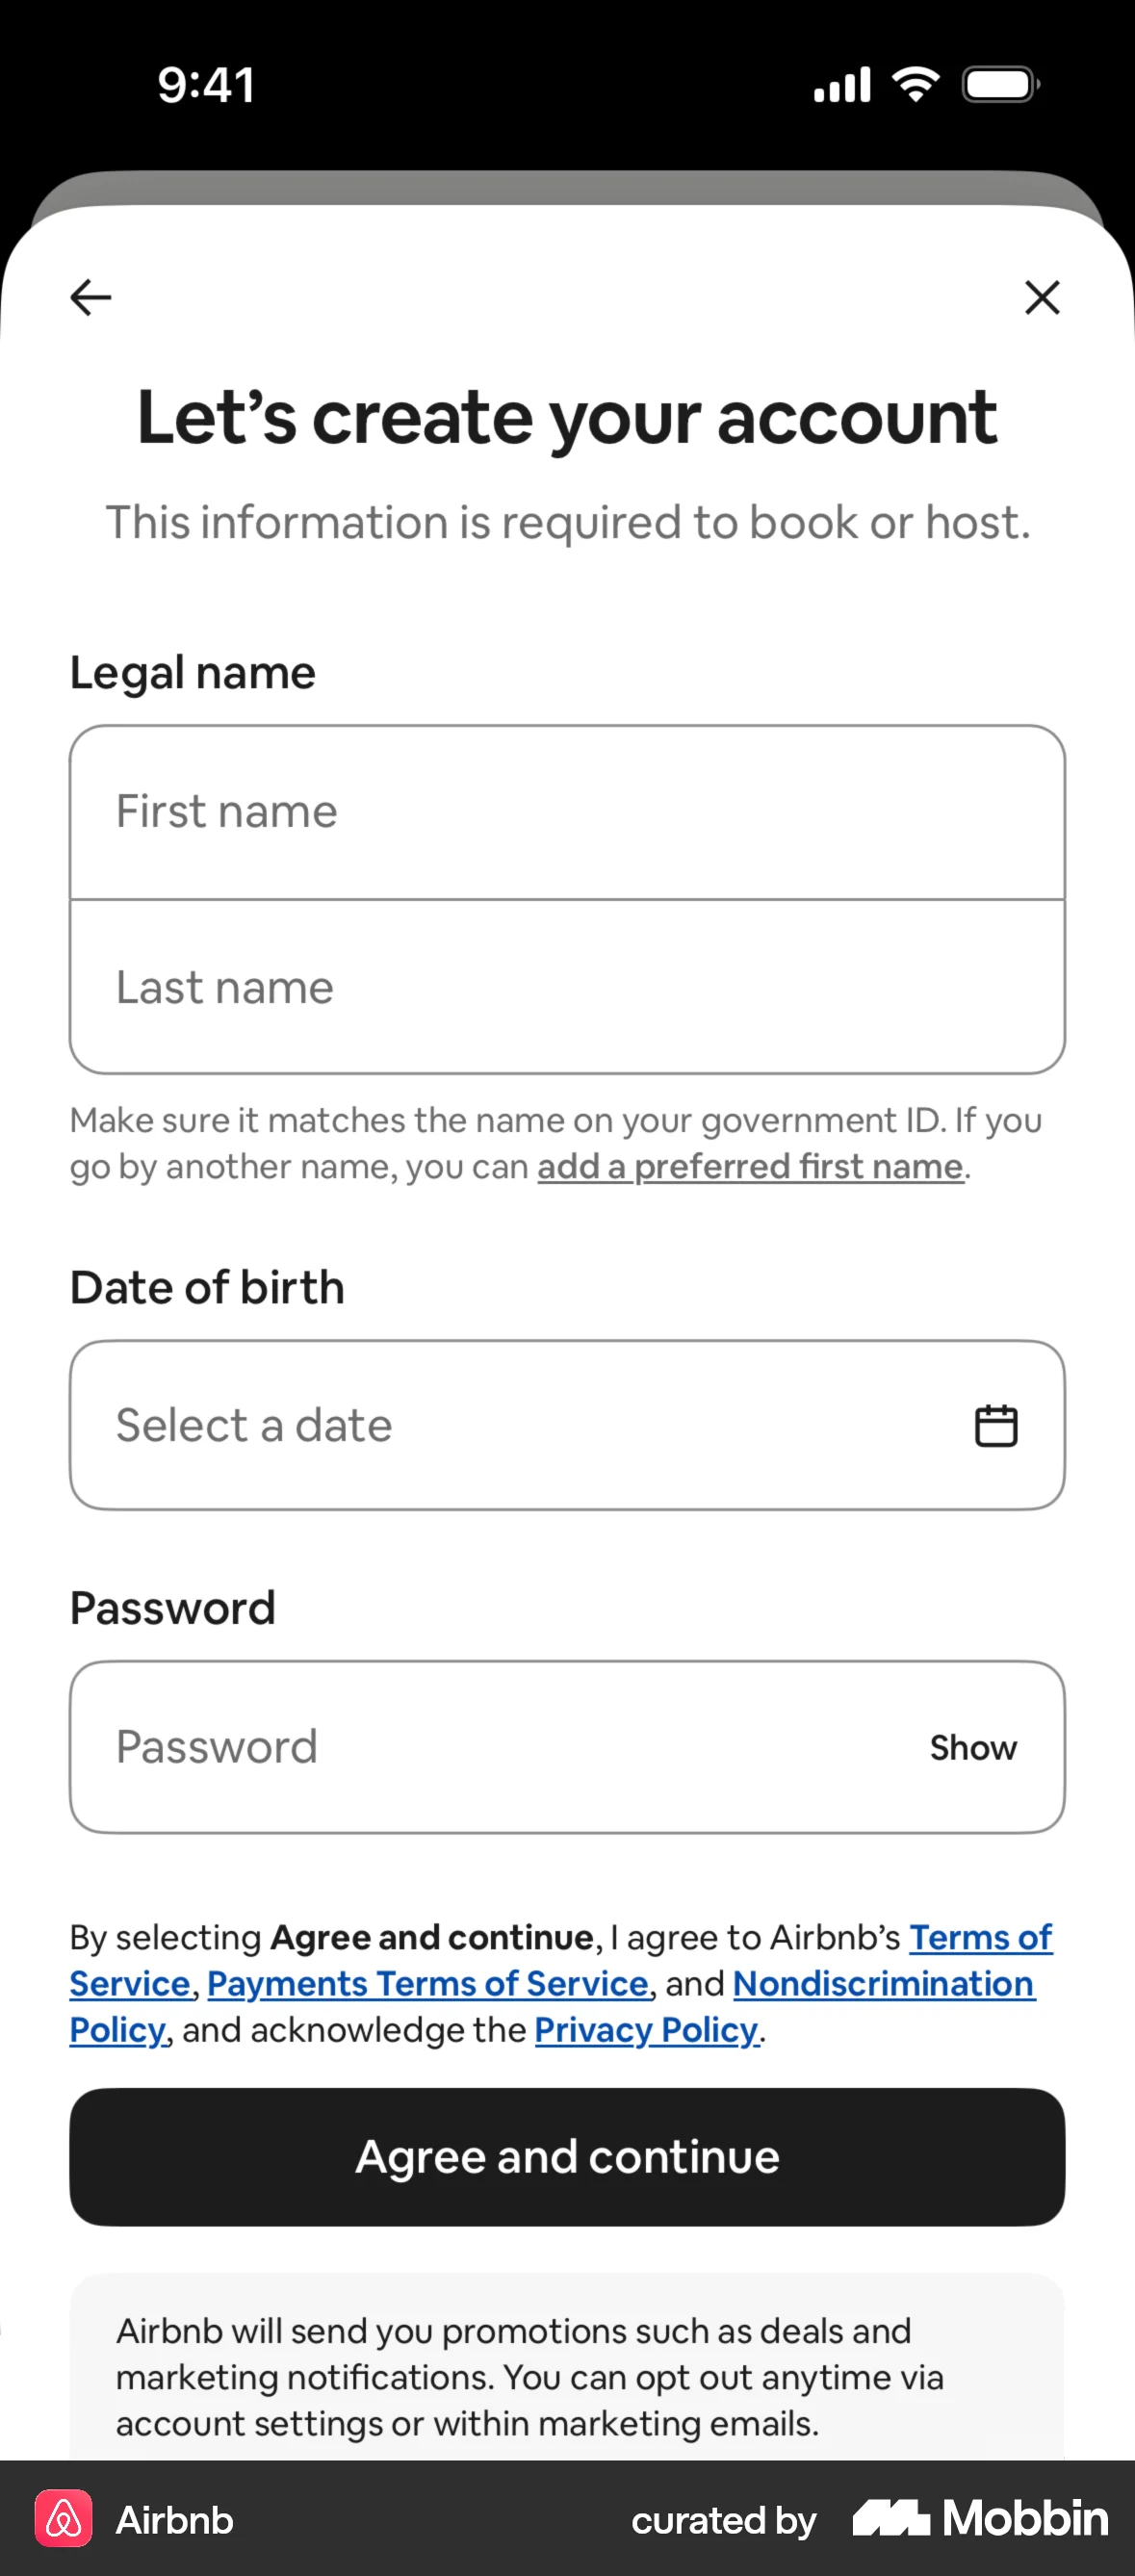 9:41
Let’s create your account
This information is required to book or host.
Legal name
First name
Last name
Make sure it matches the name on your government ID. If you
go by another name, you can add a preferred first name.
Date of birth
Select a date
Password
Password
Show
By selecting Agree and continue, I agree to Airbnb’s Terms of
Service, Payments Terms of Service, and Nondiscrimination
Policy, and acknowledge the Privacy Policy.
Agree and continue
Airbnb will send you promotions such as deals and
marketing notifications. You can opt out anytime via
account settings or within marketing emails.
Airbnb
curated by Mobbin